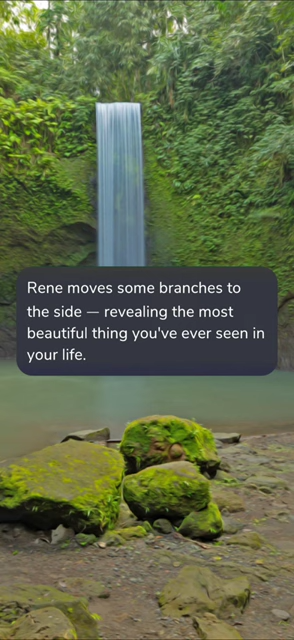 Rene moves some branches to
the side — revealing the most
beautiful thing you've ever seen in
your life.